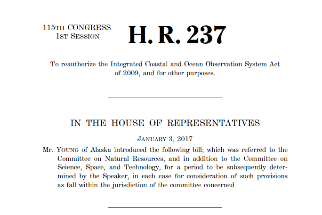 115TH CONGRESS
1ST SESSION
H. R. 237
To reauthorize the Integrated Coastal and Ocean Observation System Act
of 2009, and for other purposes.
IN THE HOUSE OF REPRESENTATIVES
JANUARY 3, 2017
Mr. YOUNG of Alaska introduced the following bill; which was referred to the
Committee on Natural Resources, and in addition to the Committee on
Science, Space, and Technology, for a period to be subsequently deter-
mined by the Speaker, in each case for consideration of such provisions
as fall within the jurisdiction of the committee concerned